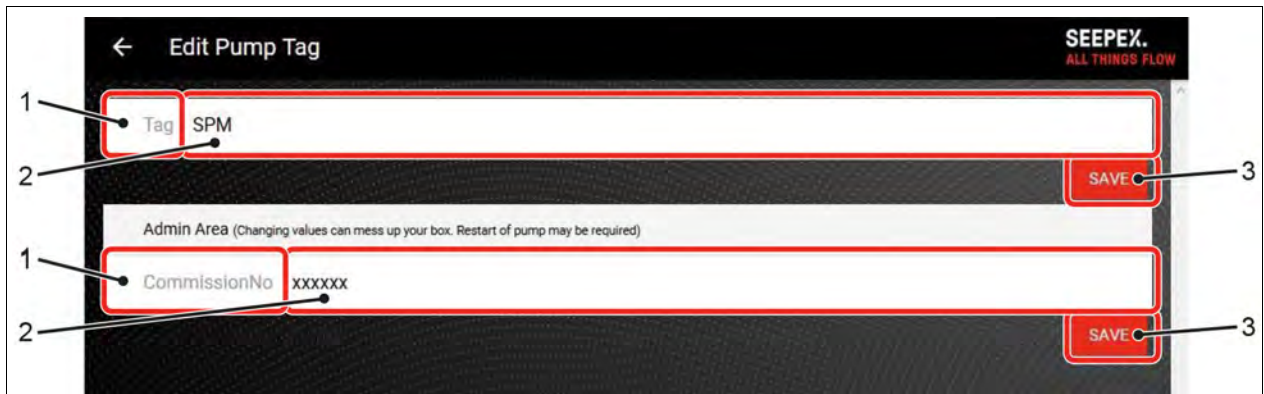 ← Edit Pump Tag
SEEPEX.
ALL THINGS FLOW
1
Tag SPM
2
SAVE 3
Admin Area (Changing values can mess up your box. Restart of pump may be required)
1
CommissionNo xxxxxx
2
SAVE 3